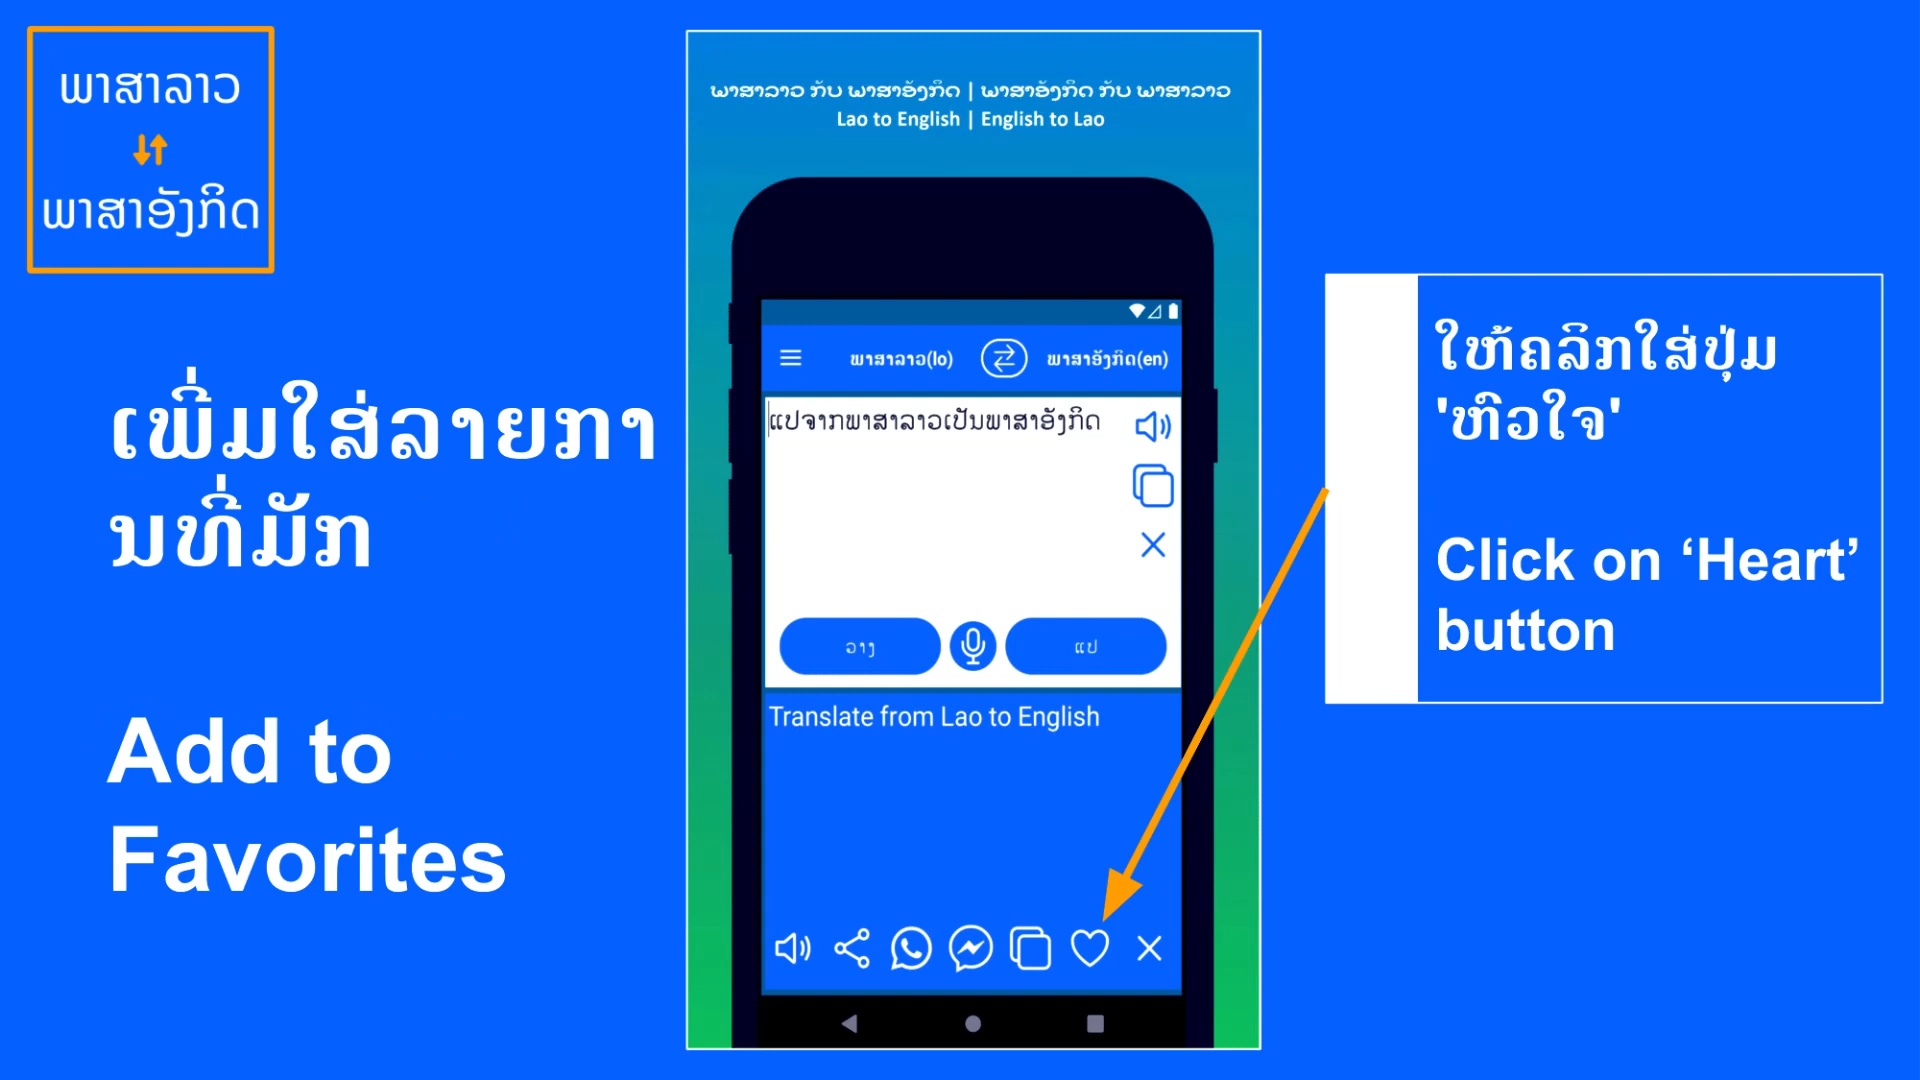 ພາສາລາວ
ພາສາອັງກິດ
ເພີ່ມໃສ່ລາຍກາ
ນທີ່ມັກ
Add to
Favorites
ພາສາລາວ ກັບ ພາສາອັງກິດ | ພາສາອັງກິດ ກັບ ພາສາລາວ
Lao to English | English to Lao
ພາສາລາວ(lo) ພາສາອັງກິດ(en)
ແປຈາກພາສາລາວເປັນພາສາອັງກິດ
ວາງ ແປ
Translate from Lao to English
ໃຫ້ຄລິກໃສ່ປຸ່ມ
'ຫົວໃຈ'
Click on ‘Heart’
button